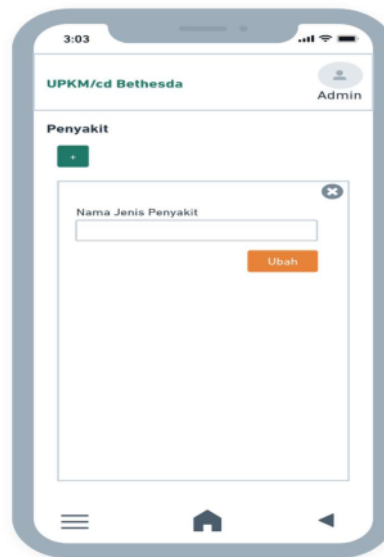 3:03
UPKM/cd Bethesda
Admin
Penyakit
+
Nama Jenis Penyakit
Ubah